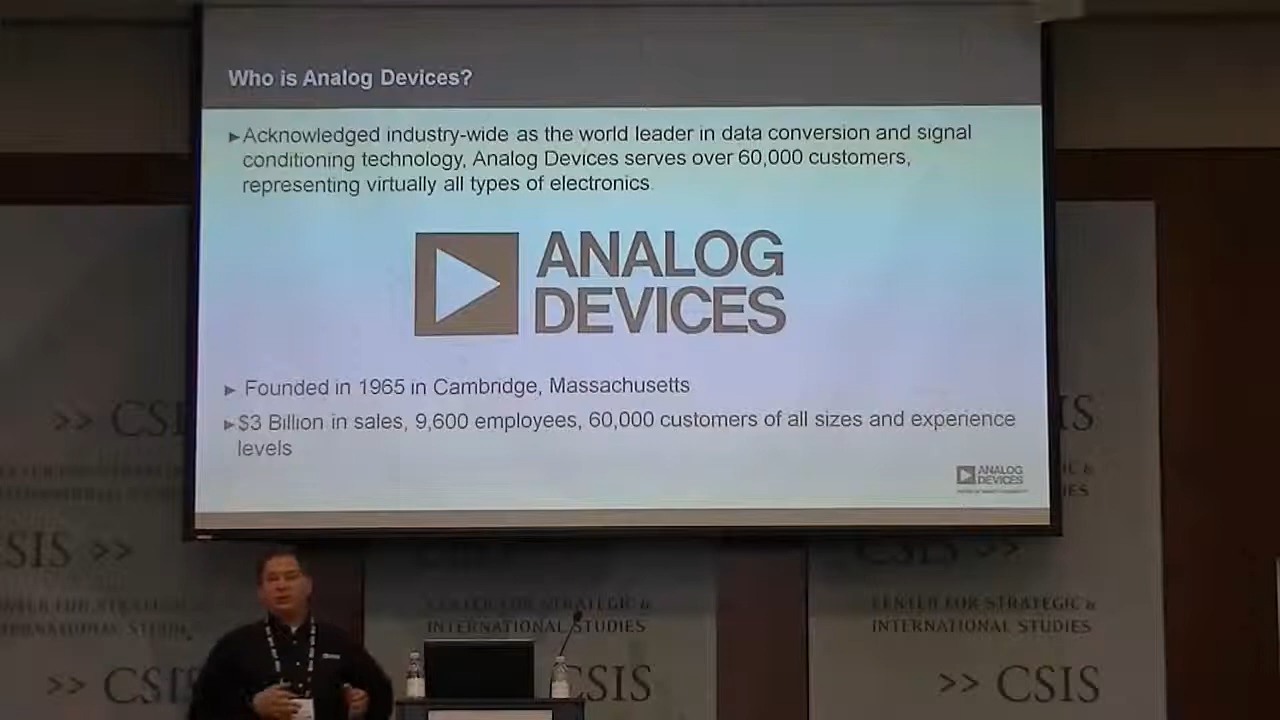 Who is Analog Devices?
►Acknowledged industry-wide as the world leader in data conversion and signal
conditioning technology, Analog Devices serves over 60,000 customers,
representing virtually all types of electronics.
ANALOG
DEVICES
► Founded in 1965 in Cambridge, Massachusetts
►$3 Billion in sales, 9,600 employees, 60,000 customers of all sizes and experience
levels
ANALOG
DEVICES
>> CSIS
CSIS >>
CSIS >>
CENTER FOR STRATEGIC &
INTERNATIONAL STUDIES
CENTER FOR STRATEGIC &
INTERNATIONAL STUDIES
>> CSIS
CSIS
>> CSIS